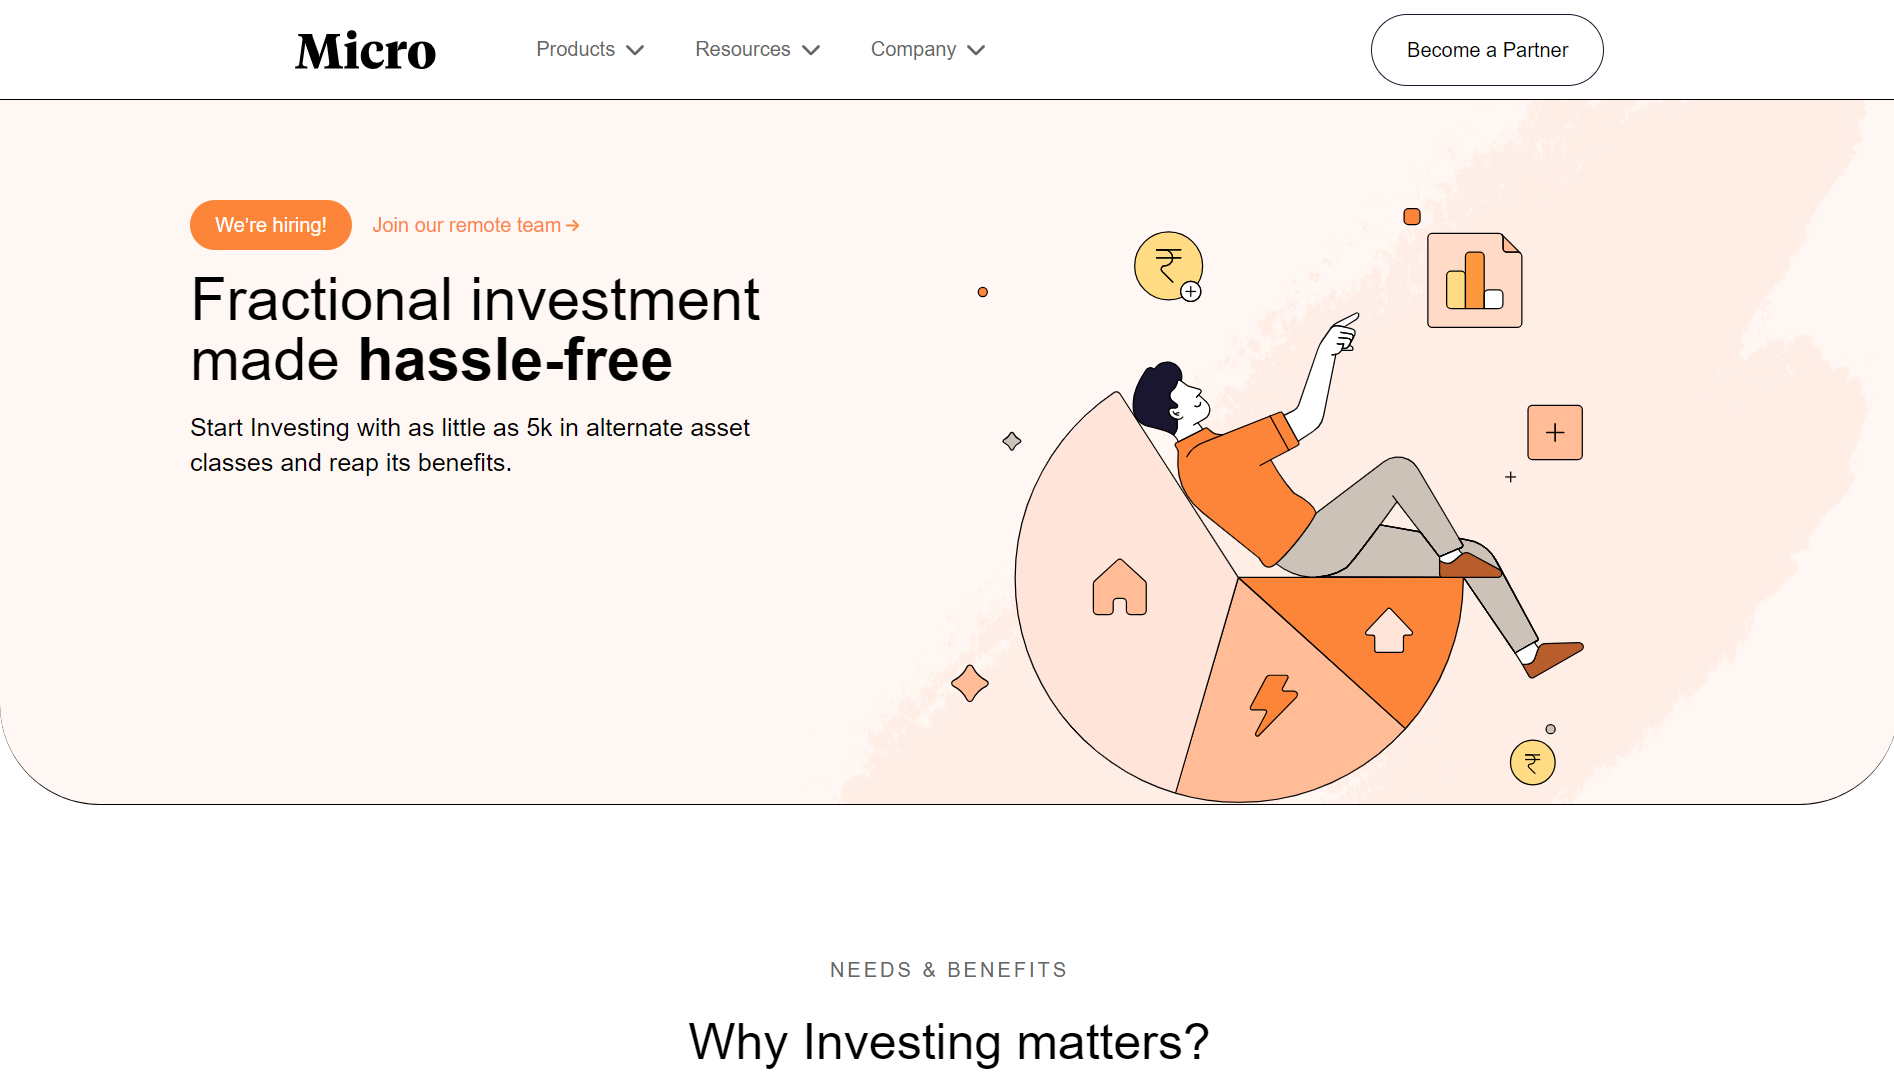 Micro
Products
Resources
Company
Become a Partner
We're hiring!
Join our remote team →
Fractional investment
made hassle-free
Start Investing with as little as 5k in alternate asset
classes and reap its benefits.
₹
₹
NEEDS & BENEFITS
Why Investing matters?